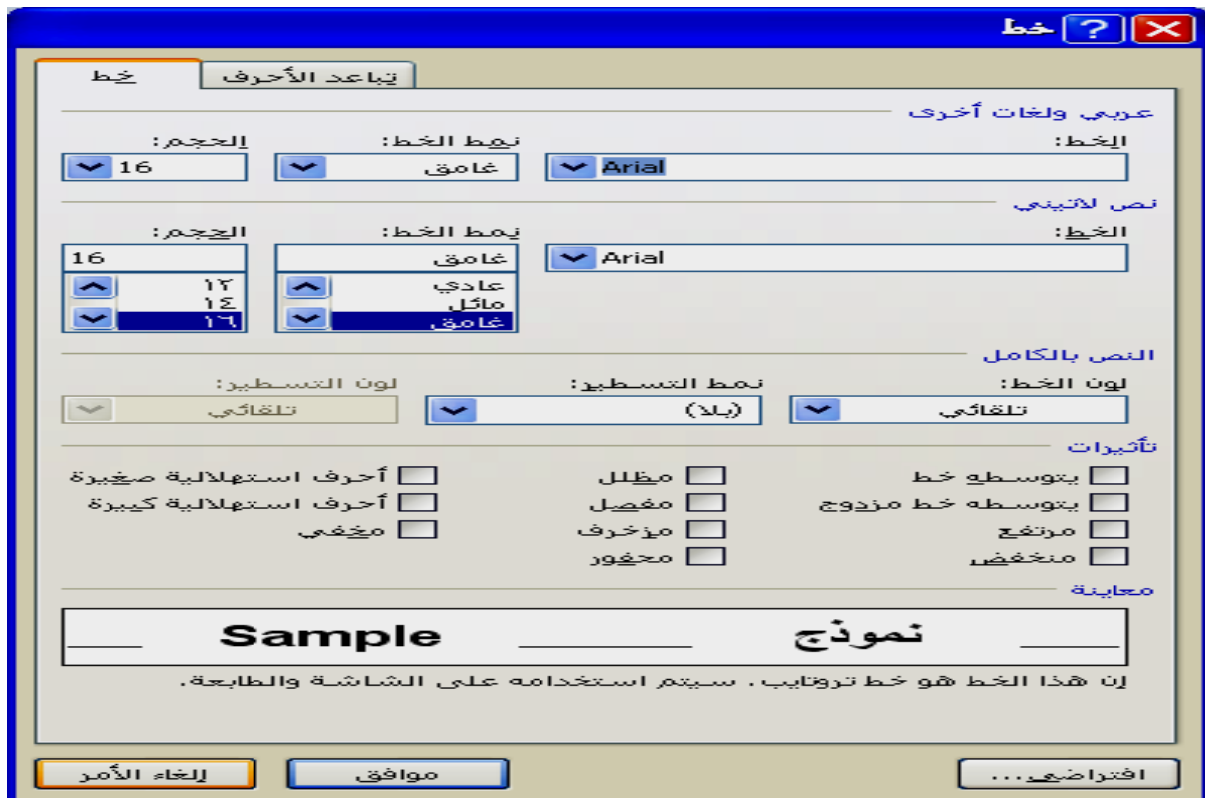 خط
خط
تباعد الأحرف
عربي ولغات أخرى
الخط: نمط الخط: الحجم:
Arial غامق 16
نص لاتيني
الخط: نمط الخط: الحجم:
Arial غامق 16
عادي ١٢
مائل ١٤
غامق ١٦
النص بالكامل
لون الخط: نمط التسطير: لون التسطير:
تلقائي (بلا) تلقائي
تأثيرات
يتوسطه خط مظلل أحرف استهلالية صغيرة
يتوسطه خط مزدوج مفصل أحرف استهلالية كبيرة
مرتفع مزخرف مخفي
منخفض محفور
معاينة
نموذج Sample
إن هذا الخط هو خط تروتايب. سيتم استخدامه على الشاشة والطابعة.
افتراضي... موافق إلغاء الأمر